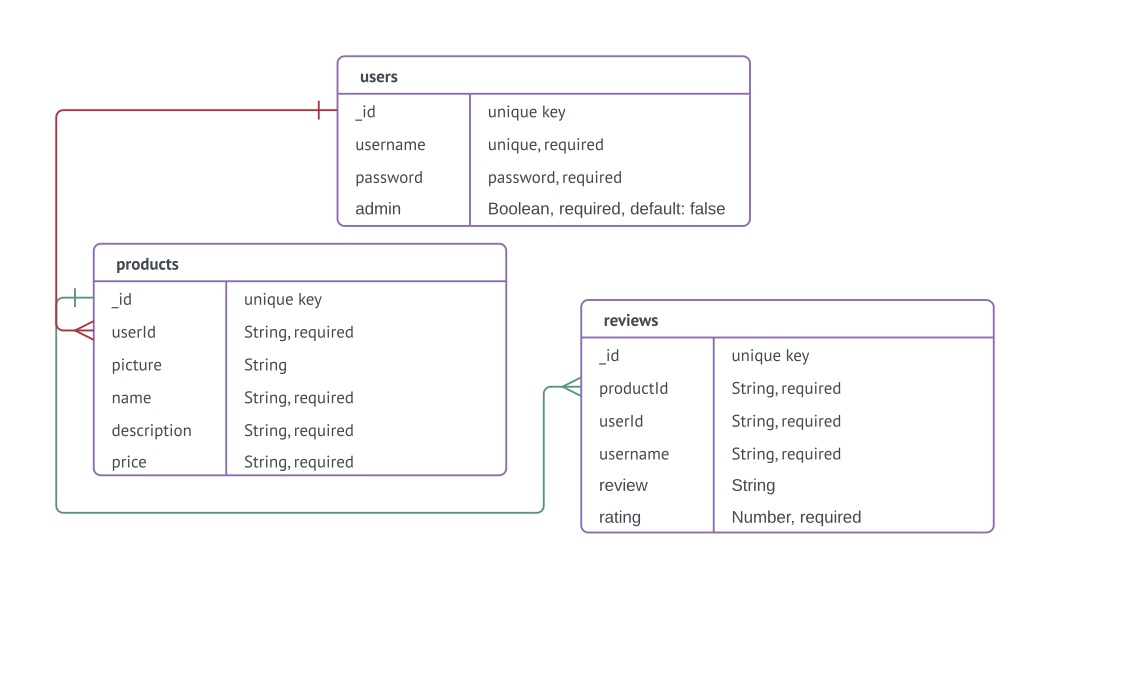 users
_id unique key
username unique, required
password password, required
admin Boolean, required, default: false
products
_id unique key
userId String, required
picture String
name String, required
description String, required
price String, required
reviews
_id unique key
productId String, required
userId String, required
username String, required
review String
rating Number, required